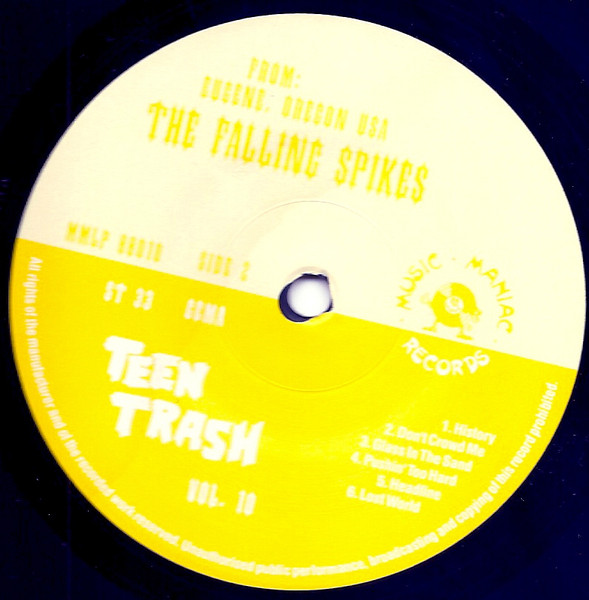 FROM:
EUGENE, OREGON USA
THE FALLING SPIKES
MMLP 88010 SIDE 2
ST 33 GEMA
MUSIC · MANIAC
RECORDS
TEEN
TRASH
VOL. 10
1. History
2. Don't Crowd Me
3. Glass In The Sand
4. Pushin' Too Hard
5. Headline
6. Lost World
All rights of the manufacturer and of the recorded work reserved. Unauthorised public performance, broadcasting and copying of this record prohibited.